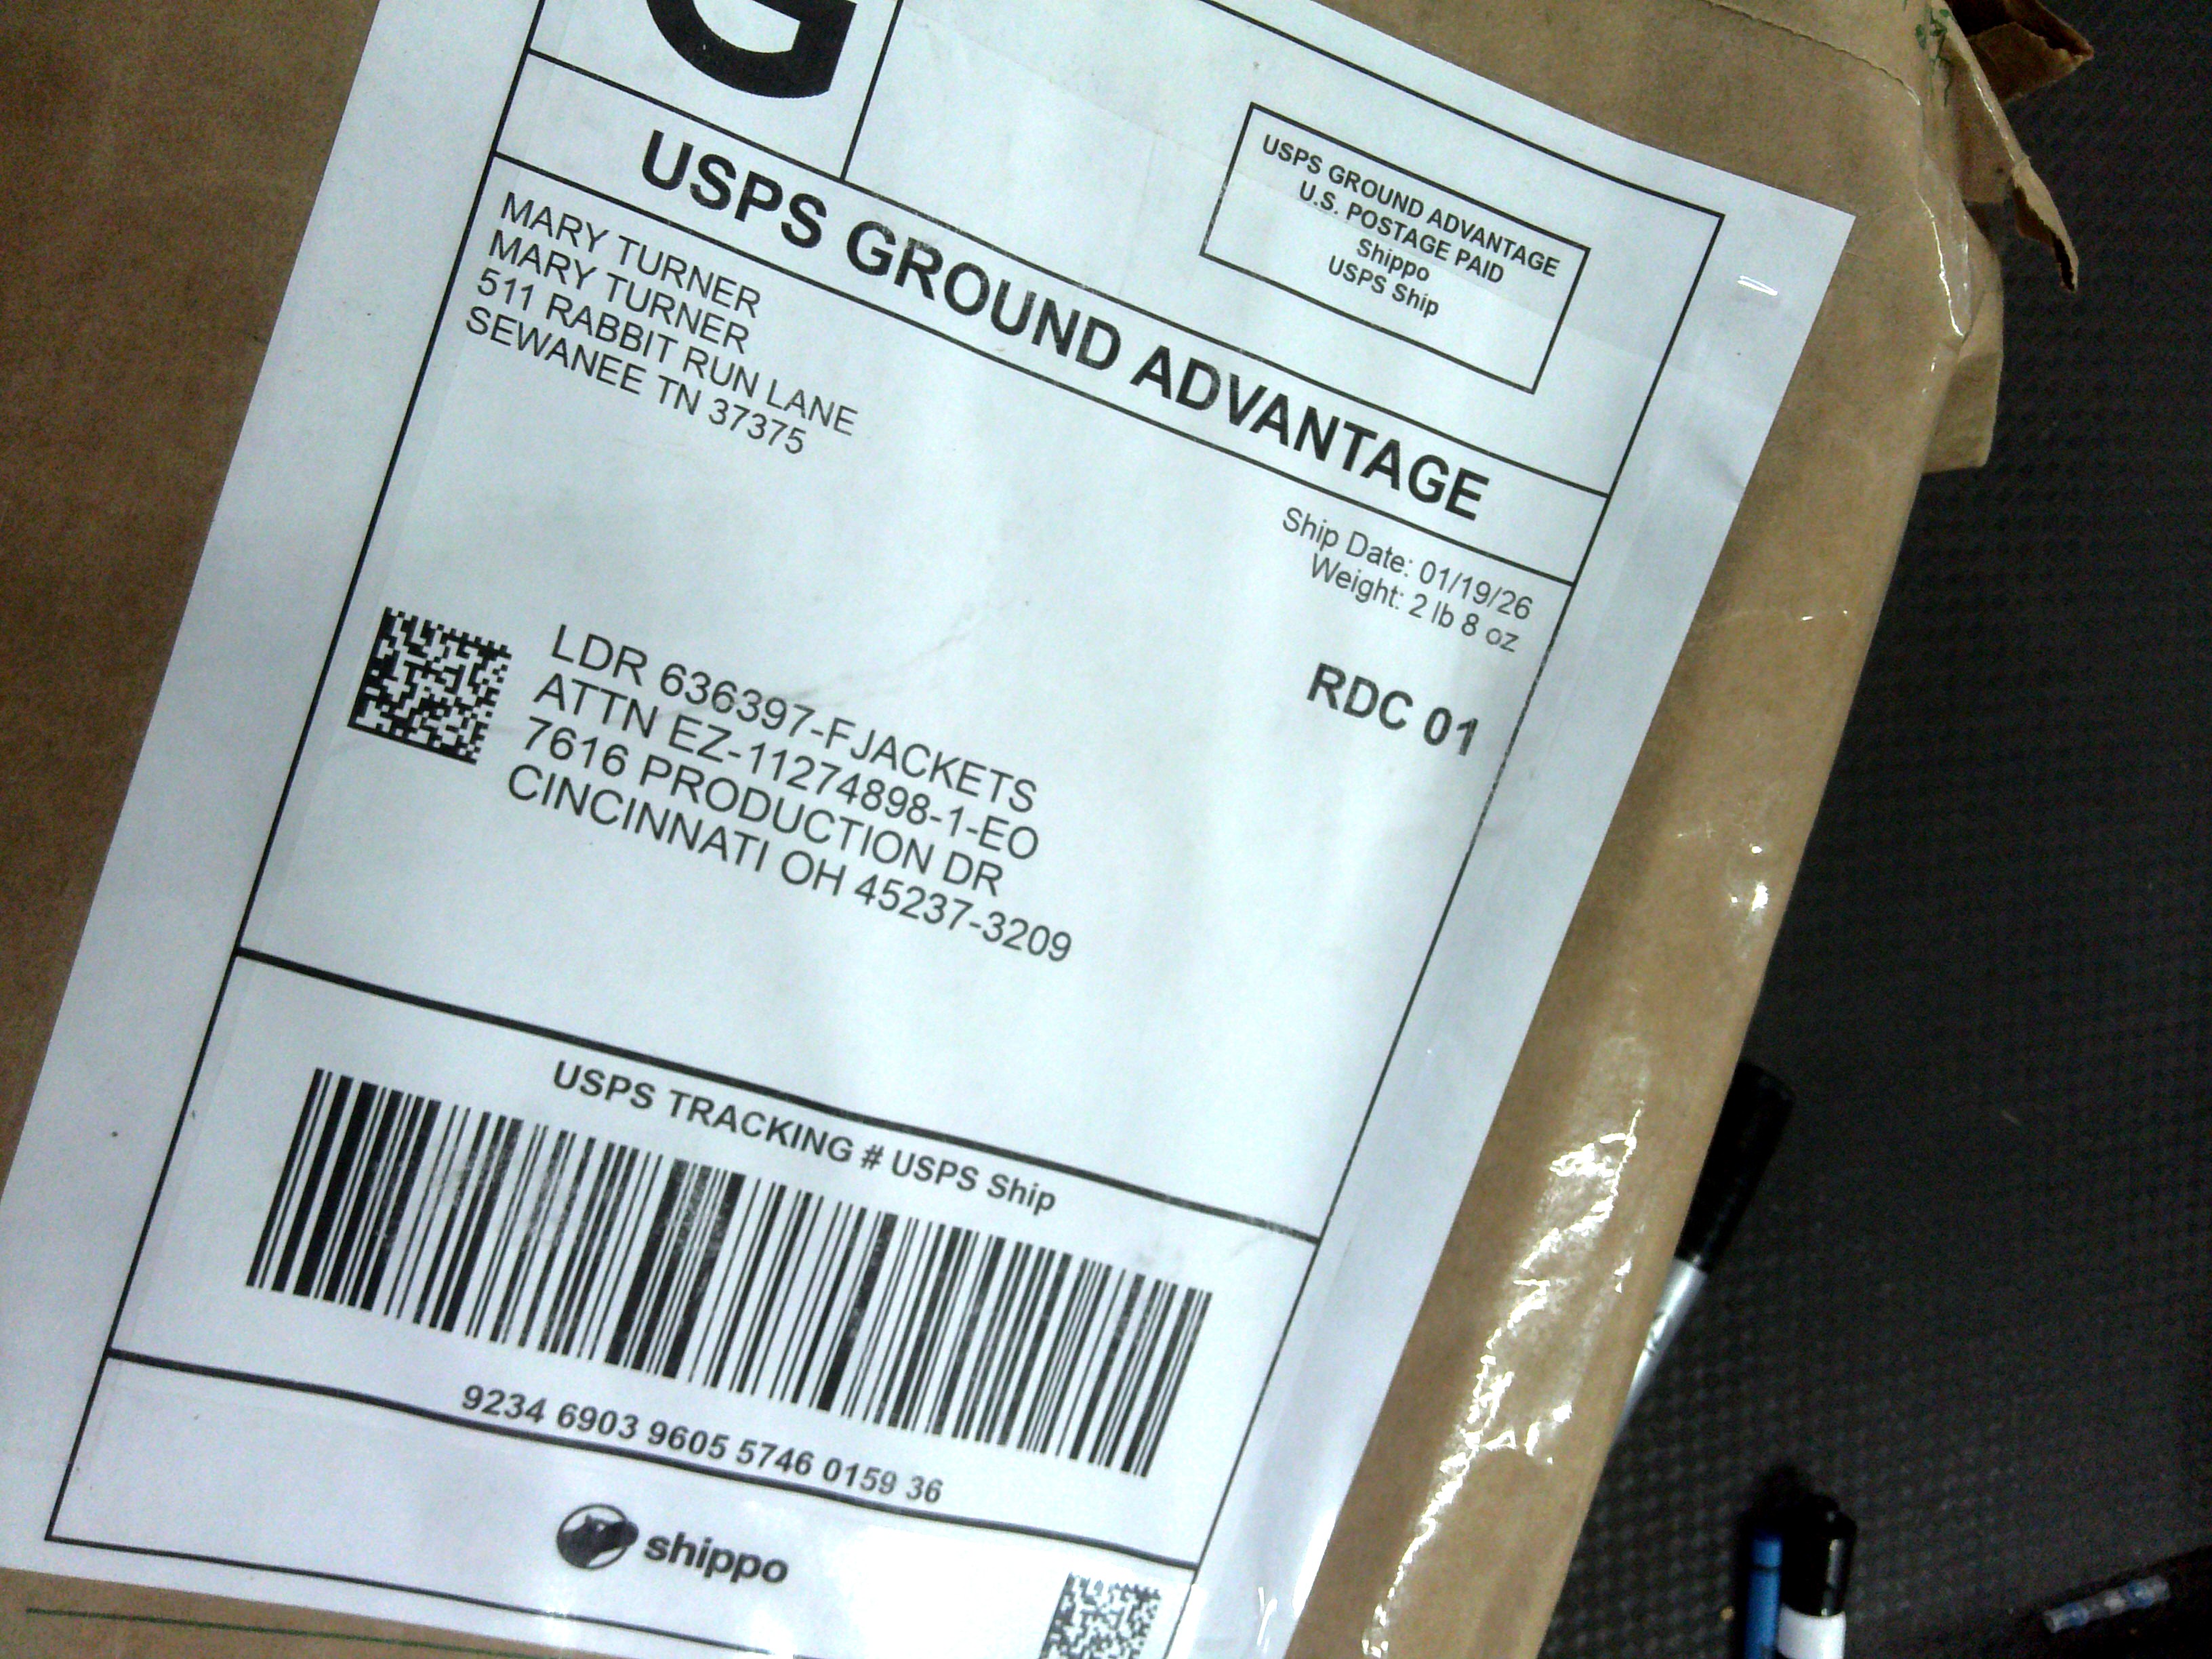 G
USPS GROUND ADVANTAGE
U.S. POSTAGE PAID
Shippo
USPS Ship
USPS GROUND ADVANTAGE
MARY TURNER
MARY TURNER
511 RABBIT RUN LANE
SEWANEE TN 37375
Ship Date: 01/19/26
Weight: 2 lb 8 oz
RDC 01
LDR 636397-FJACKETS
ATTN EZ-11274898-1-EO
7616 PRODUCTION DR
CINCINNATI OH 45237-3209
USPS TRACKING # USPS Ship
9234 6903 9605 5746 0159 36
shippo